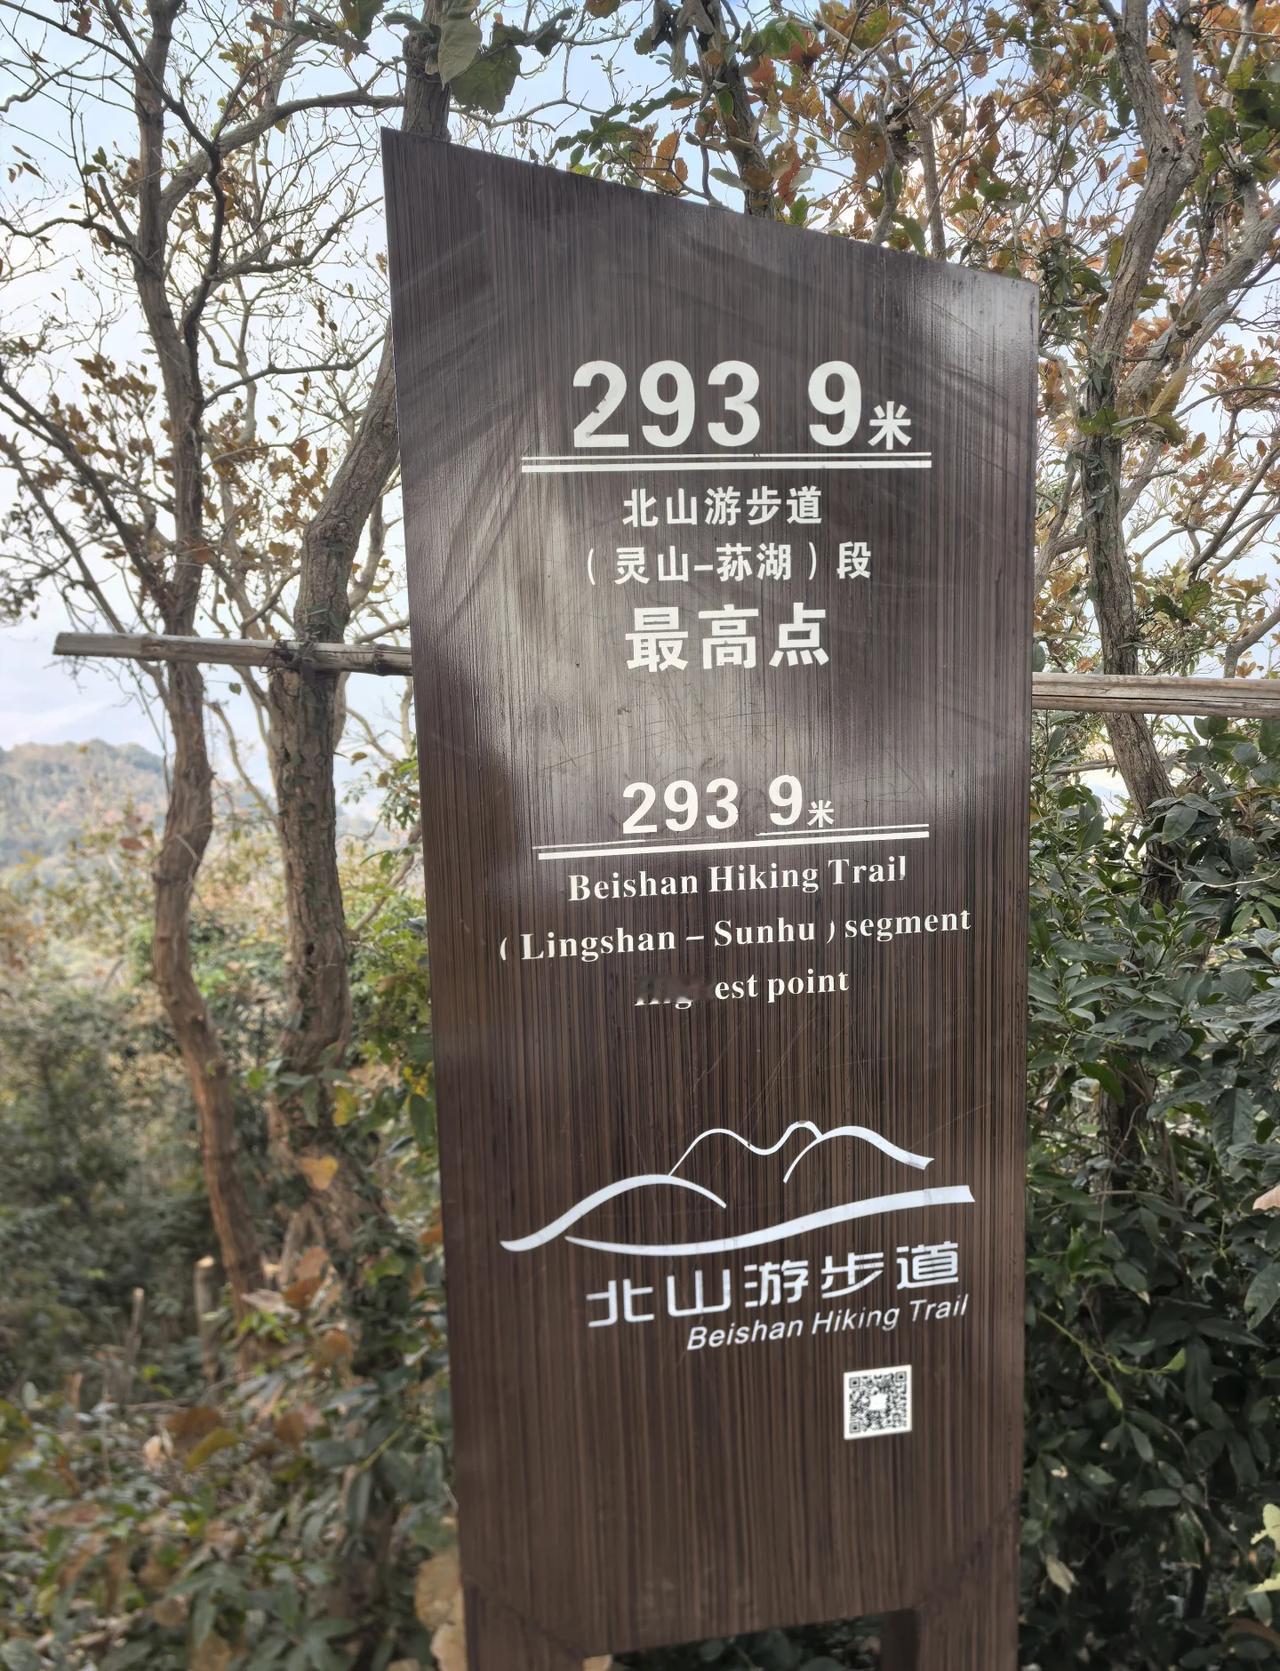 293 9米
北山游步道
（灵山-荪湖）段
最高点
293 9米
Beishan Hiking Trail
( Lingshan – Sunhu ) segment
est point
北山游步道
Beishan Hiking Trail